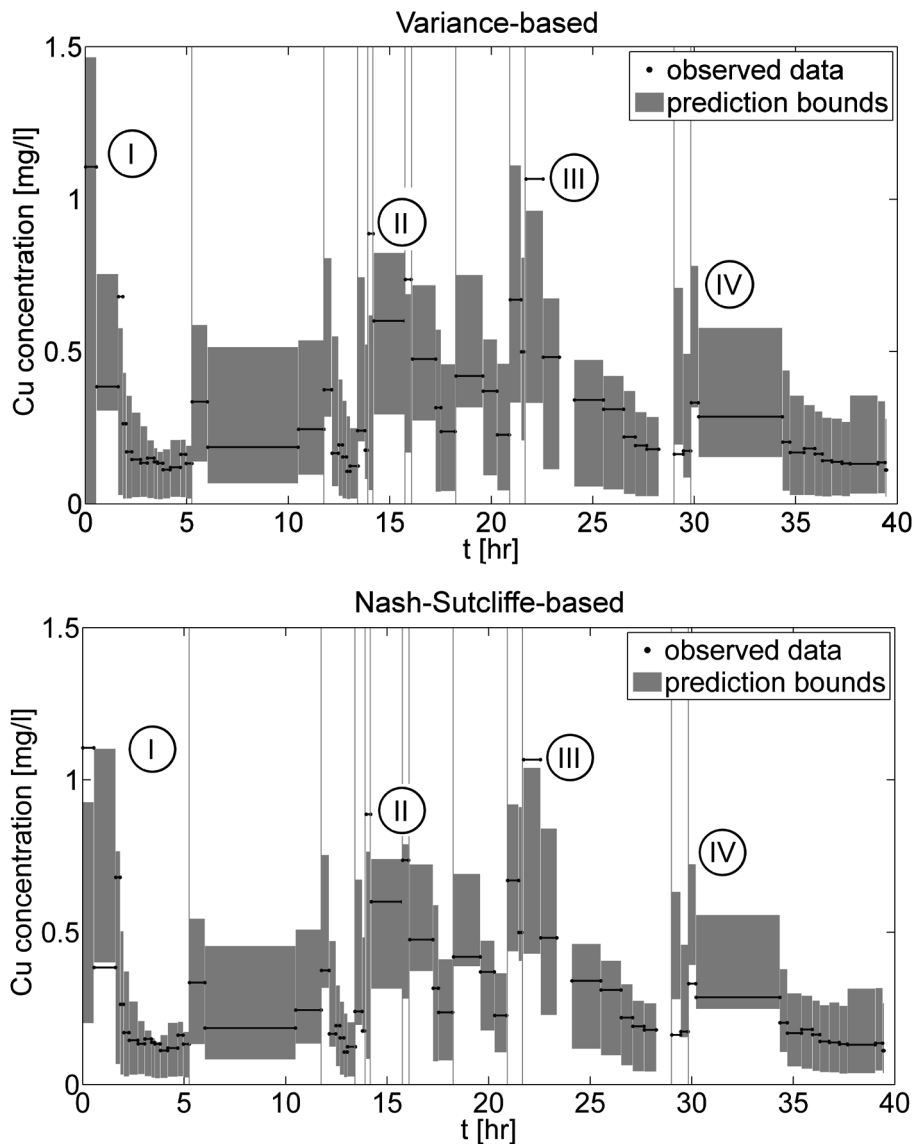 Variance-based
1.5
observed data
prediction bounds
I
1
III
II
IV
Cu concentration [mg/l]
0.5
0
0 5 10 15 20 25 30 35 40
t [hr]
Nash-Sutcliffe-based
1.5
observed data
prediction bounds
I
III
1
II
IV
Cu concentration [mg/l]
0.5
0
0 5 10 15 20 25 30 35 40
t [hr]